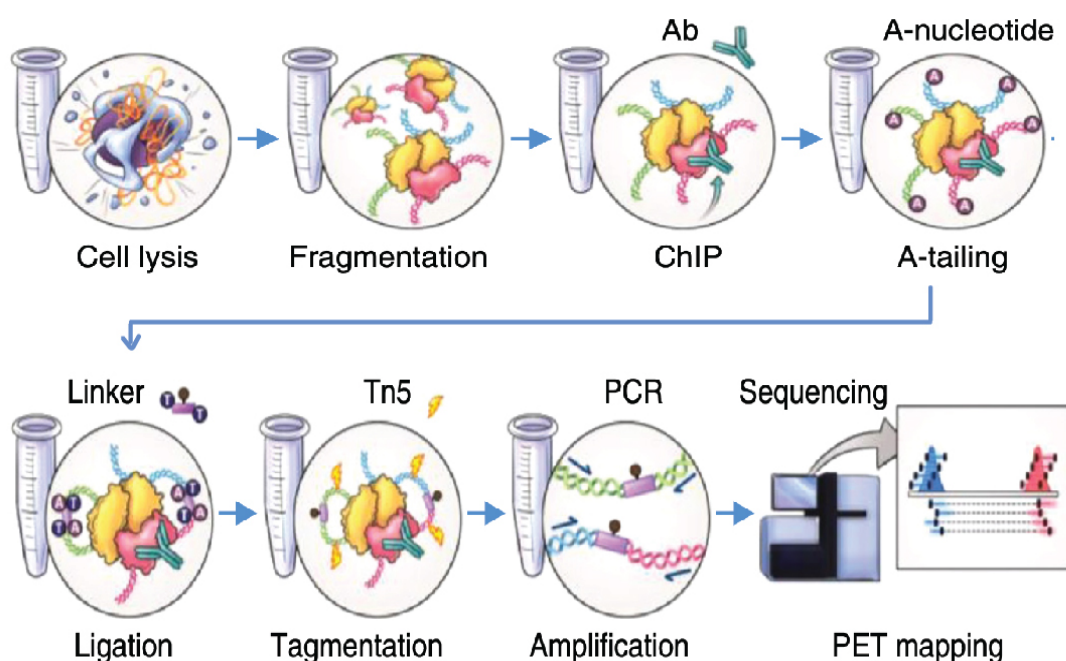 Ab
A-nucleotide
A
A
A
A
A
A
Cell lysis
Fragmentation
ChIP
A-tailing
Linker
T
T
Tn5
PCR
Sequencing
A T
T A
T
A
A
T
Ligation
Tagmentation
Amplification
PET mapping